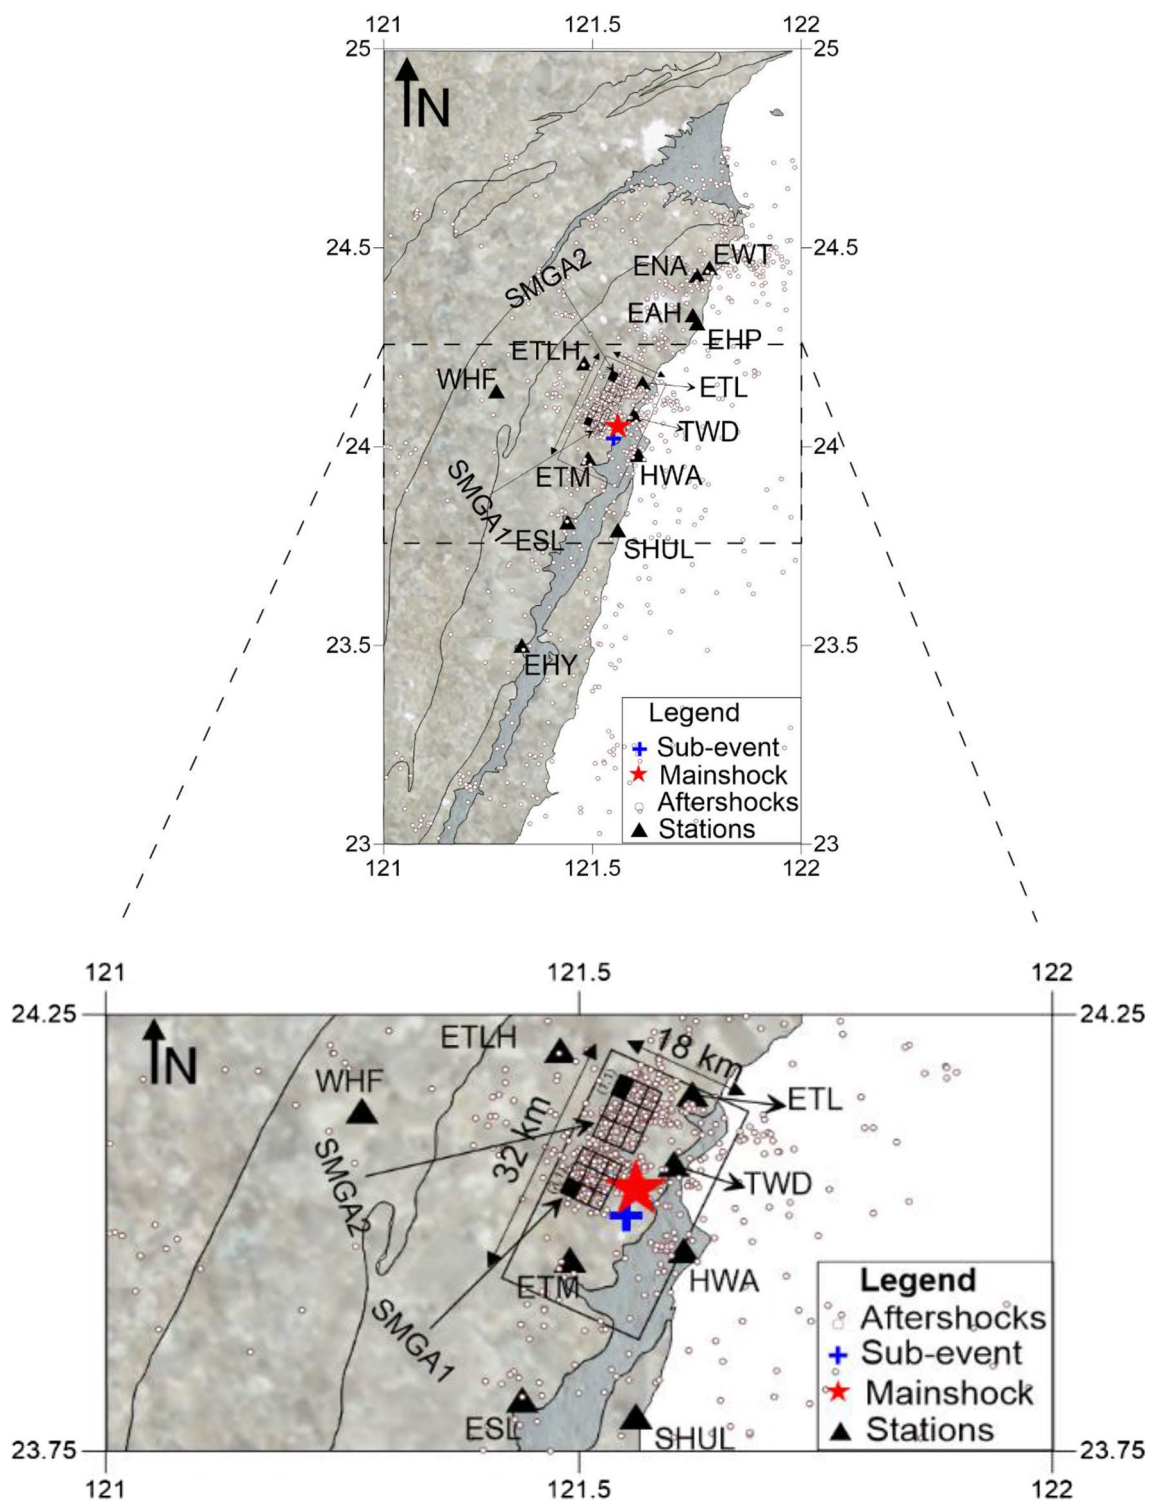 121 121.5 122
25 25
N
24.5 24.5
EWT
ENA
SMGA2
EAH
EHP
ETLH
WHF
ETL
TWD
24 24
ETM HWA
SMGA1
ESL SHUL
23.5 23.5
EHY
Legend
Sub-event
Mainshock
Aftershocks
Stations
23 23
121 121.5 122
121 121.5 122
24.25 24.25
N
ETLH
18 km
WHF
(1,1)
ETL
32 km
SMGA2
(1,1)
TWD
ETM HWA
SMGA1
Legend
Aftershocks
Sub-event
Mainshock
Stations
ESL SHUL
23.75 23.75
121 121.5 122